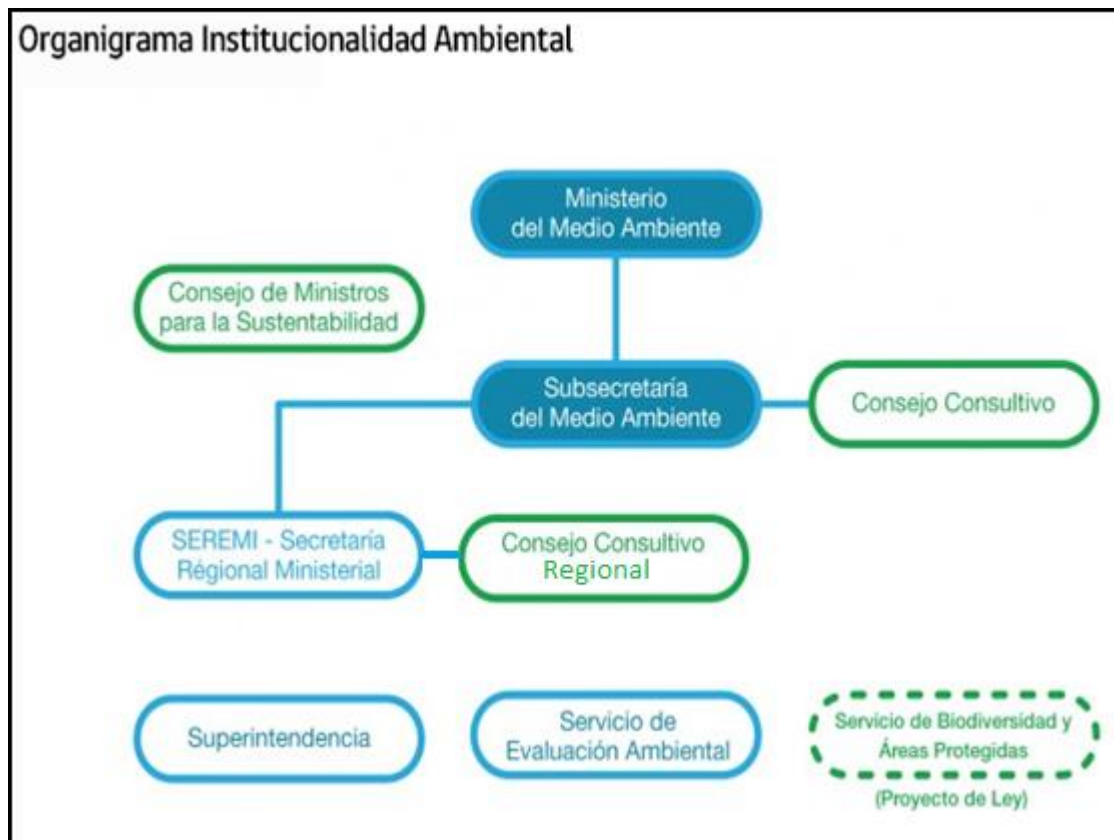 Organigrama Institucionalidad Ambiental
Ministerio
del Medio Ambiente
Consejo de Ministros
para la Sustentabilidad
Subsecretaría
del Medio Ambiente
Consejo Consultivo
SEREMI - Secretaría
Régional Ministerial
Consejo Consultivo
Regional
Superintendencia
Servicio de
Evaluación Ambiental
Servicio de Biodiversidad y
Áreas Protegidas
(Proyecto de Ley)